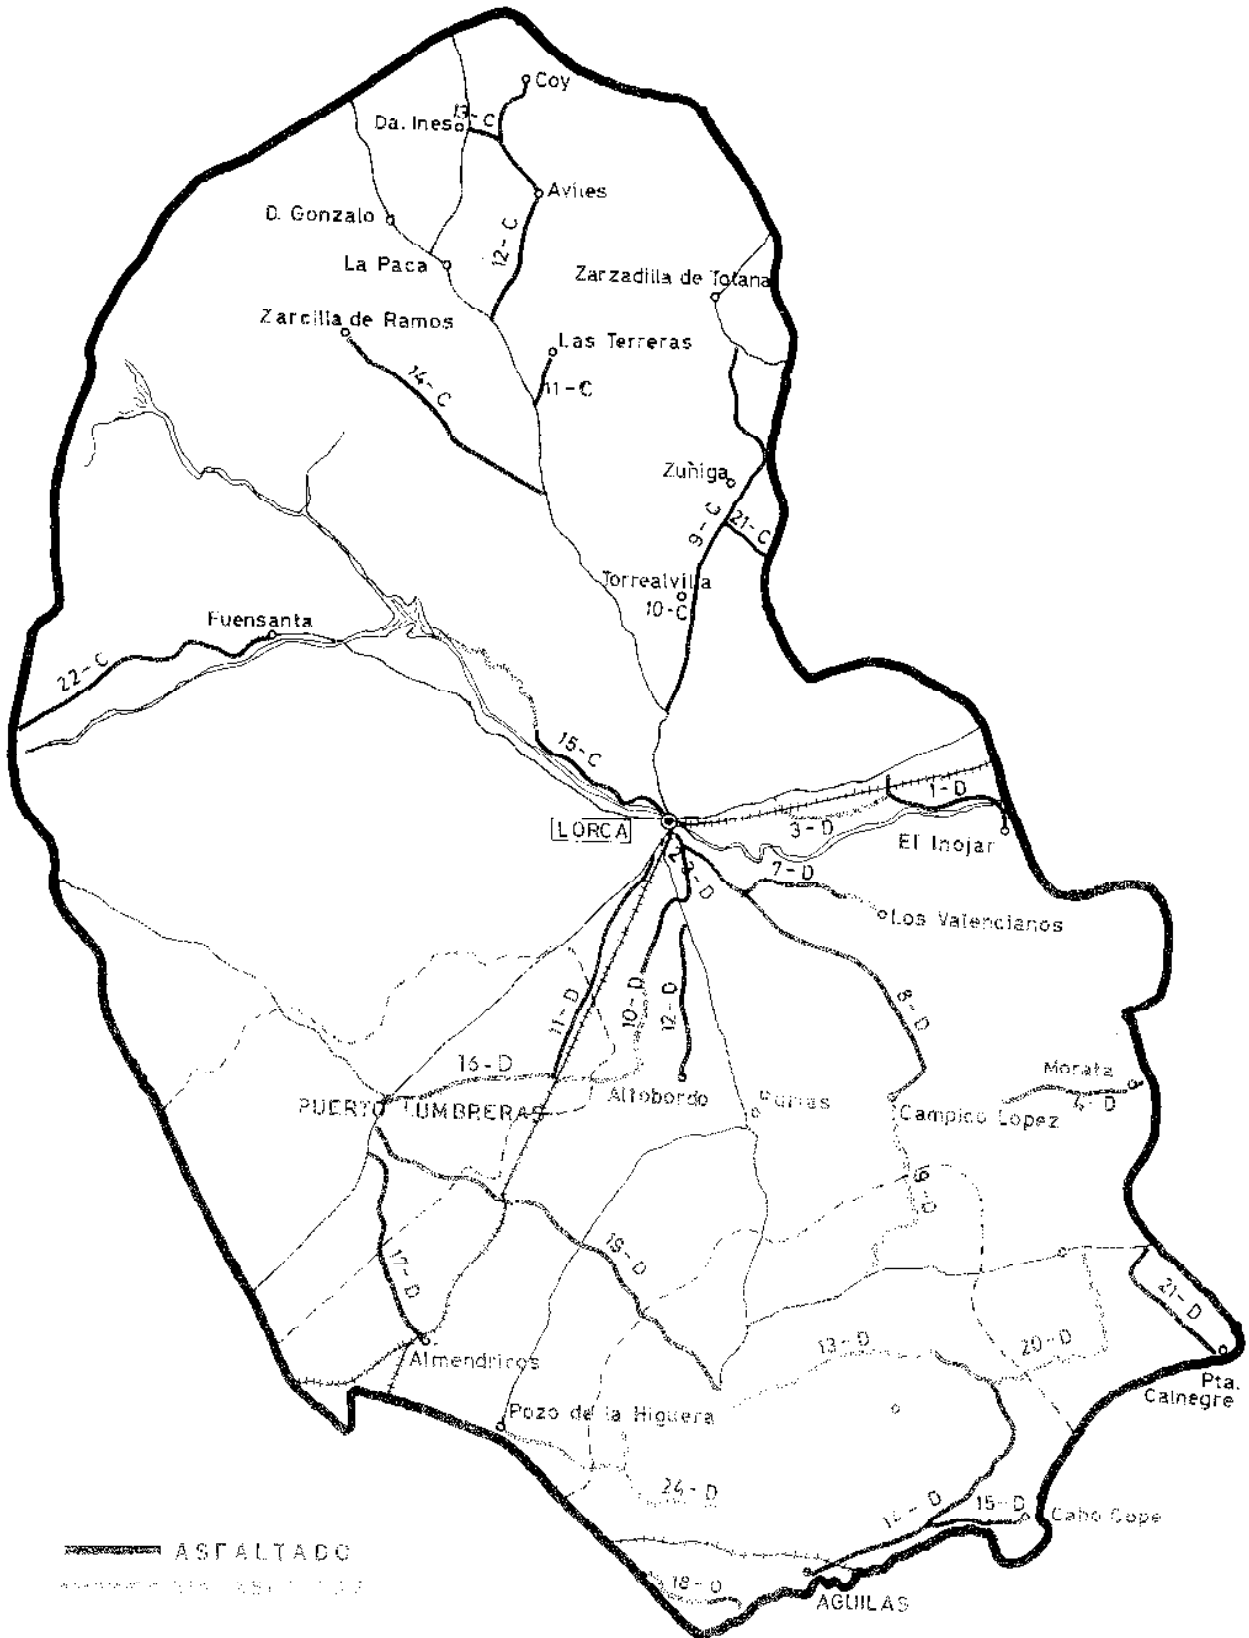 Coy
13-C
Da. Ines
Aviles
D. Gonzalo
12-C
La Paca
Zarzadilla de Totana
Zarcilla de Ramos
Las Terreras
14-C
11-C
Zuñiga
9-C
21-C
Torrealvilla
10-C
Fuensanta
22-C
15-C
1-D
LORCA
3-D
El Inojar
7-D
Los Valencianos
8-D
11-D
10-D
12-D
16-D
Morata
4-D
PUERTO LUMBRERAS
Altobordo
Campico Lopez
9-D
19-D
17-D
21-D
13-D
20-D
Almendricos
Pta.
Calnegre
Pozo de la Higuera
24-D
15-D
Cabo Cope
18-D
AGUILAS
ASFALTADO